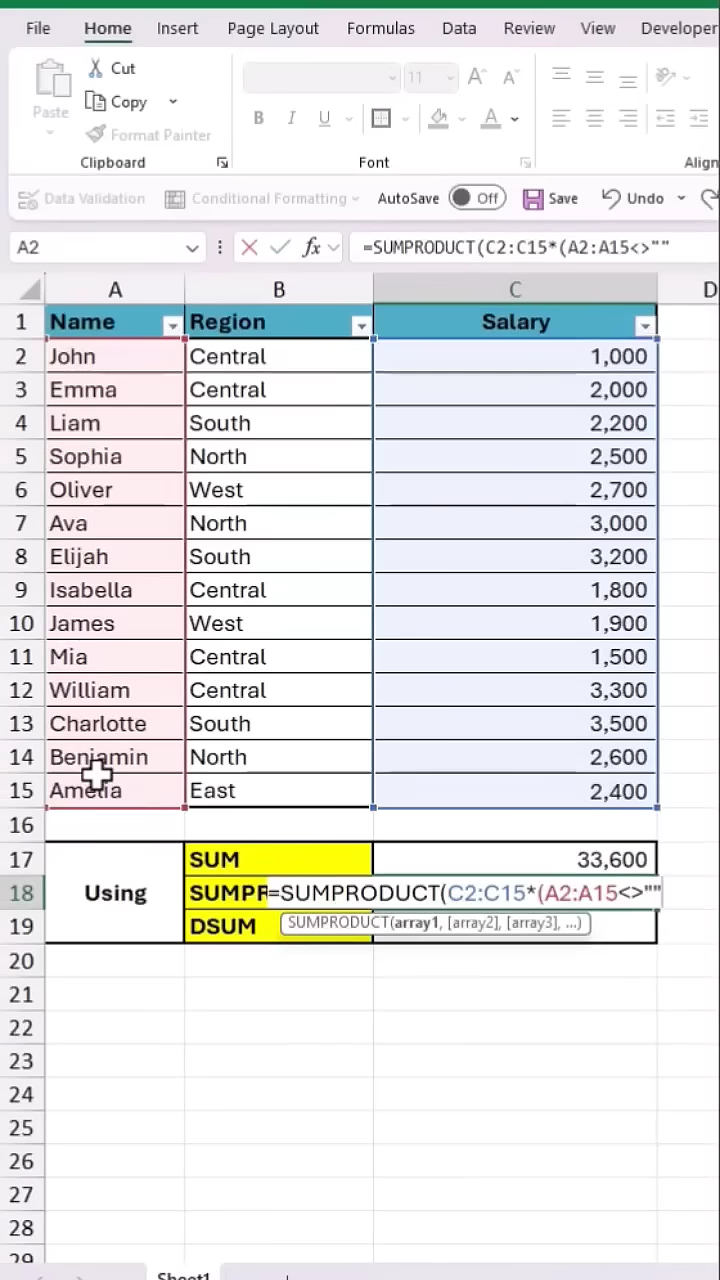 File Home Insert Page Layout Formulas Data Review View Developer
Paste
Cut
Copy
Format Painter
11 A^ A˅
B I U A
Clipboard Font Align
Data Validation Conditional Formatting AutoSave Off Save Undo
A2 fx =SUMPRODUCT(C2:C15*(A2:A15<>""
A B C D
1 Name Region Salary
2 John Central 1,000
3 Emma Central 2,000
4 Liam South 2,200
5 Sophia North 2,500
6 Oliver West 2,700
7 Ava North 3,000
8 Elijah South 3,200
9 Isabella Central 1,800
10 James West 1,900
11 Mia Central 1,500
12 William Central 3,300
13 Charlotte South 3,500
14 Benjamin North 2,600
15 Amelia East 2,400
16
17 SUM 33,600
18 Using SUMPR=SUMPRODUCT(C2:C15*(A2:A15<>""
19 DSUM SUMPRODUCT(array1, [array2], [array3], ...)
20
21
22
23
24
25
26
27
28
29
Sheet1